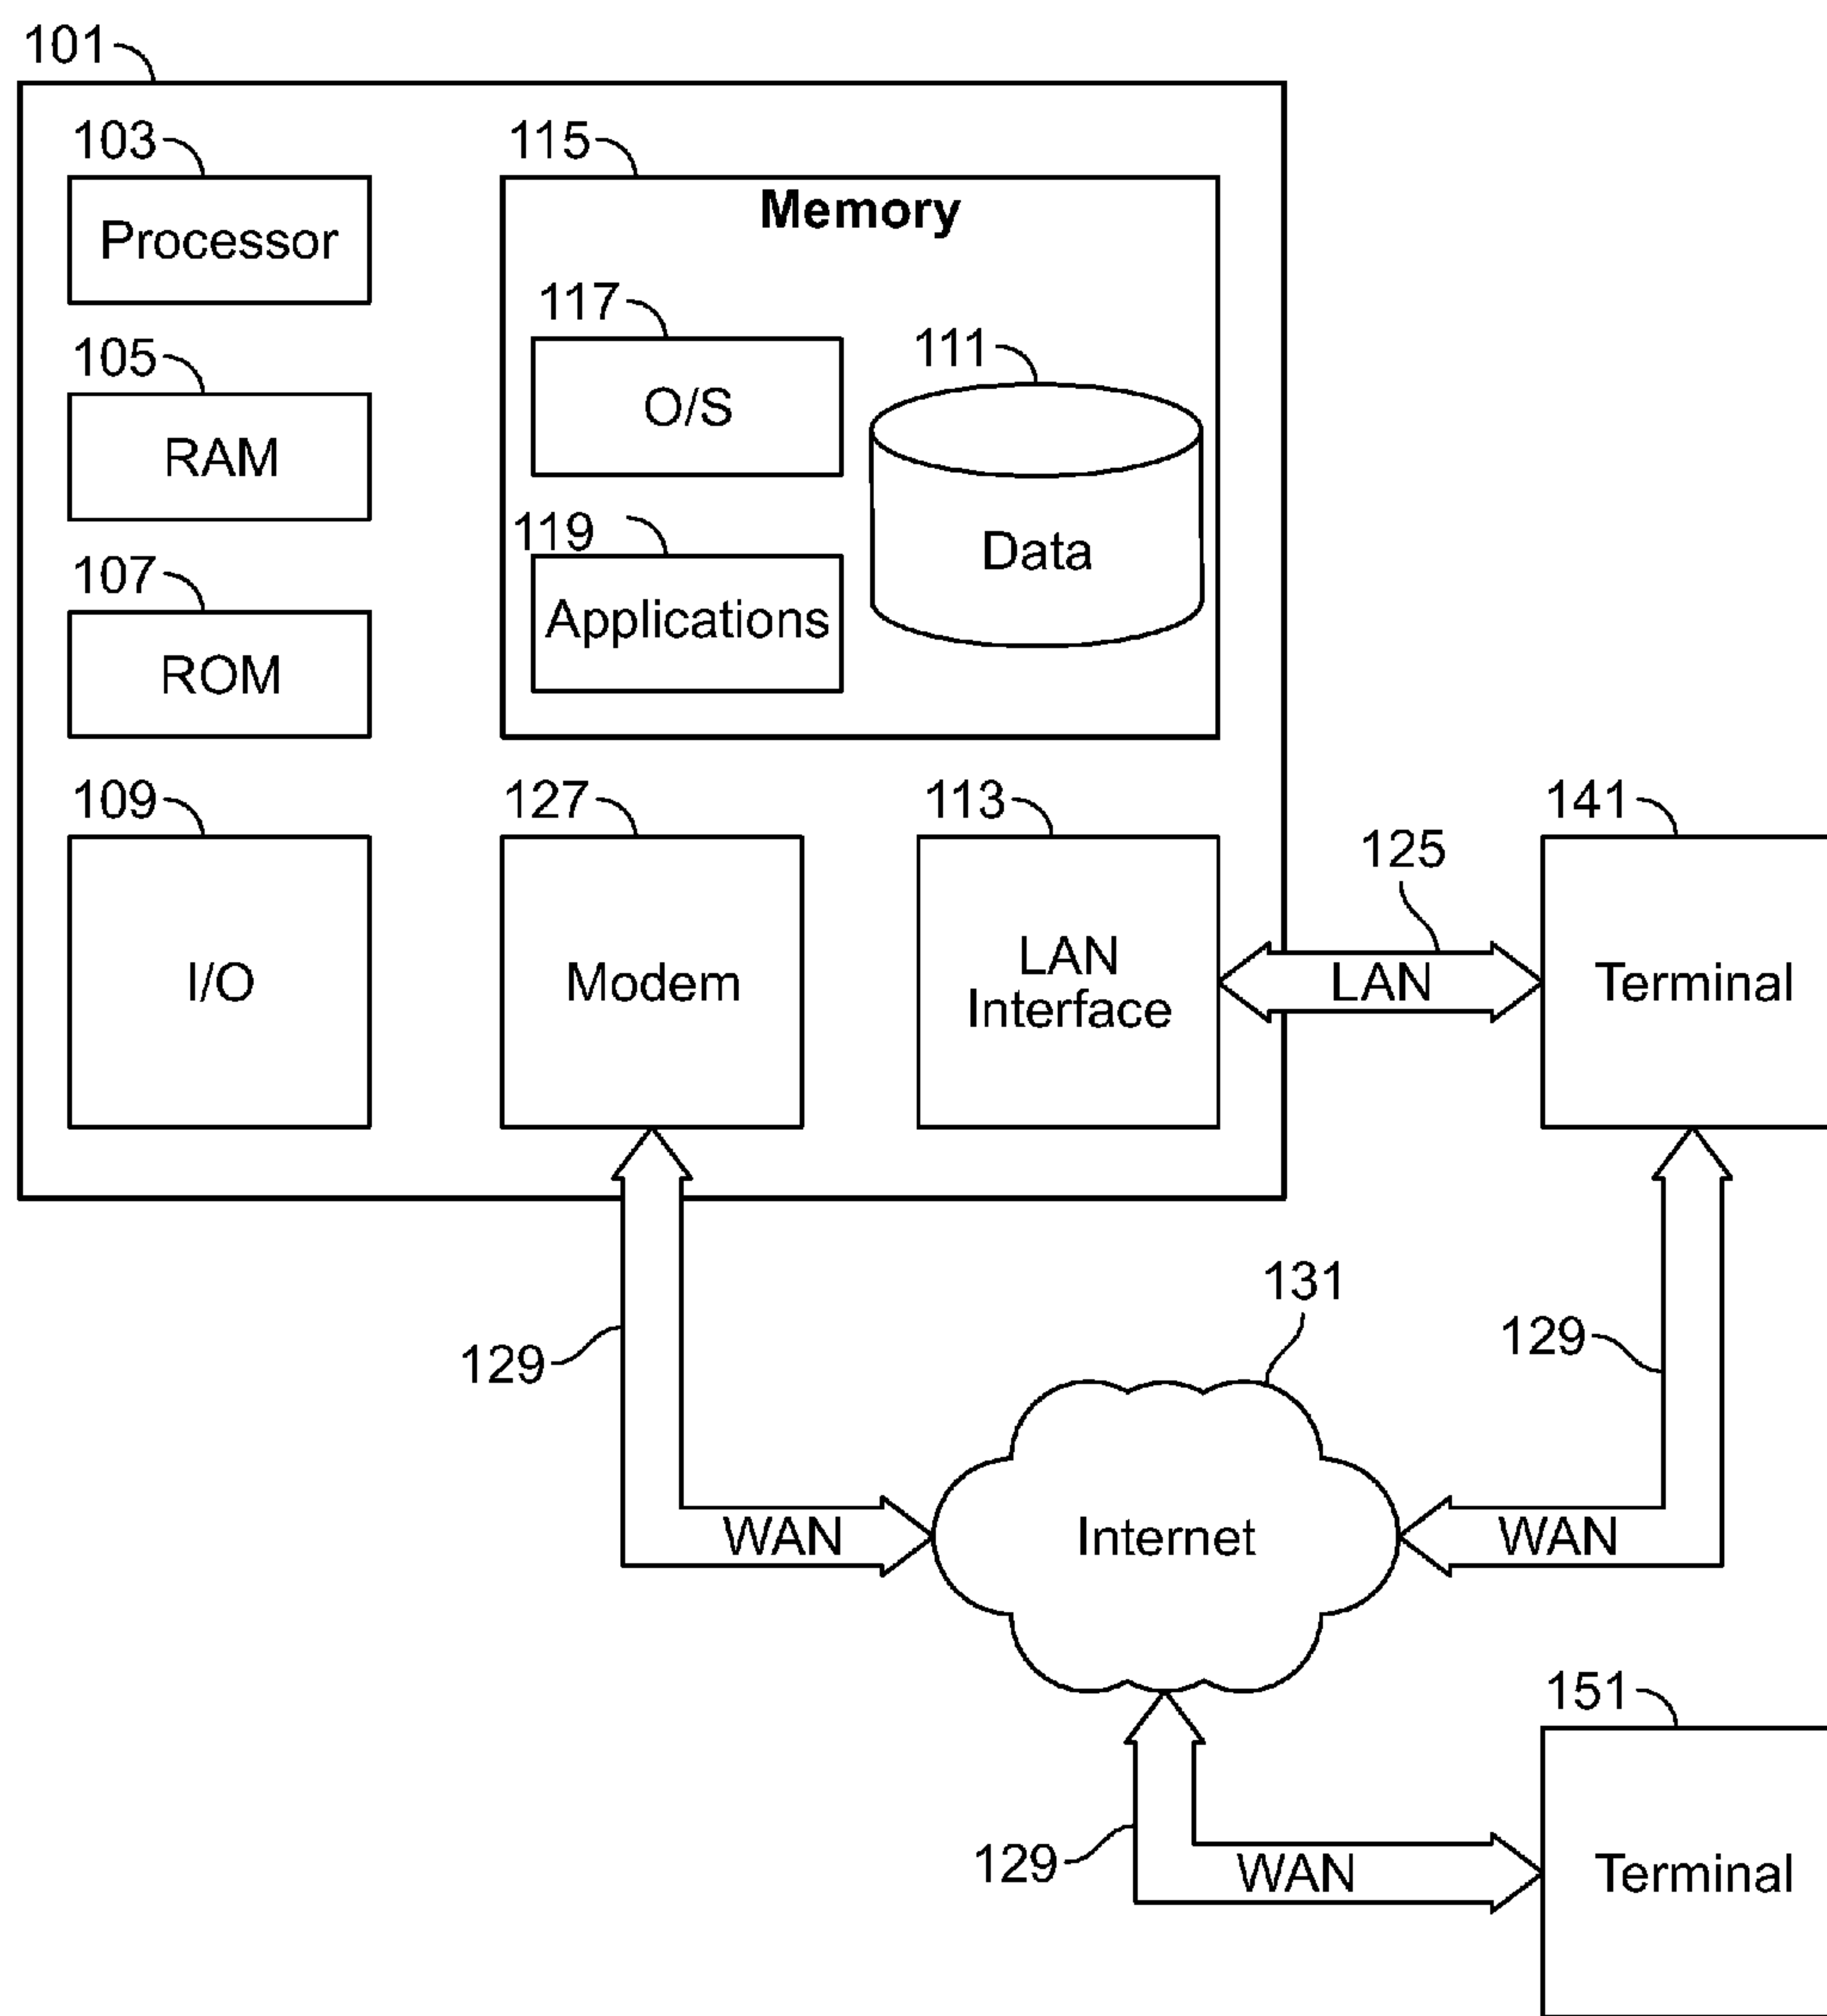 101
103
Processor
105
RAM
107
ROM
109
I/O
115
Memory
117
O/S
111
Data
119
Applications
127
Modem
113
LAN
Interface
125
LAN
141
Terminal
129
WAN
131
Internet
129
WAN
129
WAN
151
Terminal